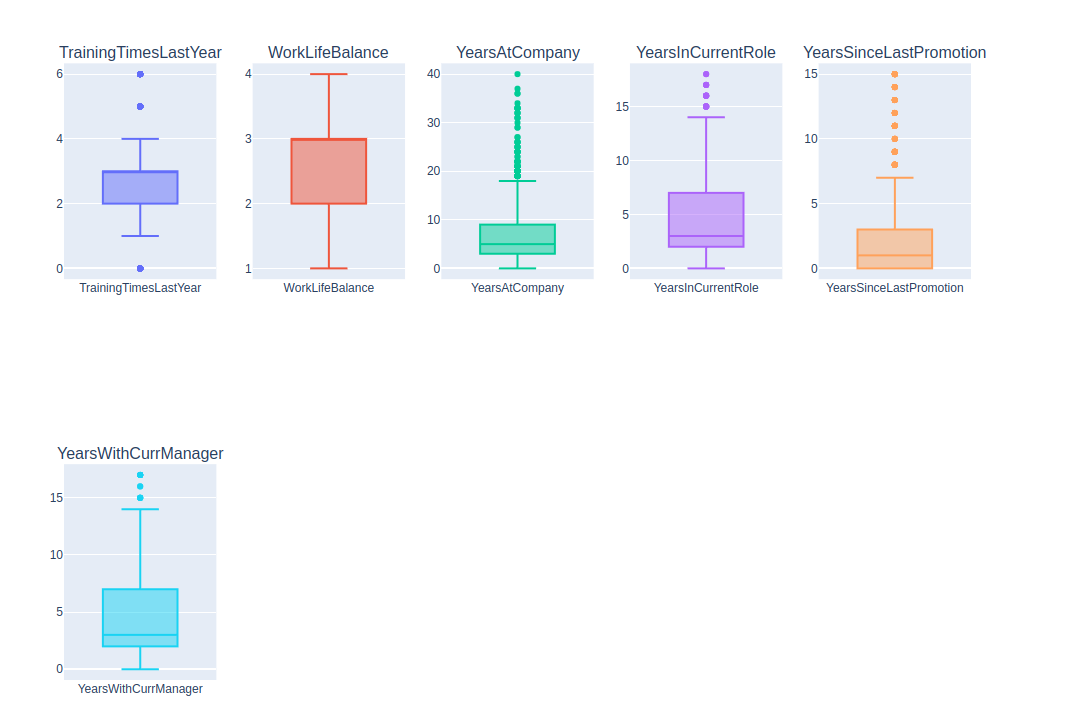 TrainingTimesLastYear WorkLifeBalance YearsAtCompany YearsInCurrentRole YearsSinceLastPromotion
6 4 40 15 15
4 3 30 10 10
2 2 20 5 5
0 1 10 0 0
0
TrainingTimesLastYear WorkLifeBalance YearsAtCompany YearsInCurrentRole YearsSinceLastPromotion
YearsWithCurrManager
15
10
5
0
YearsWithCurrManager